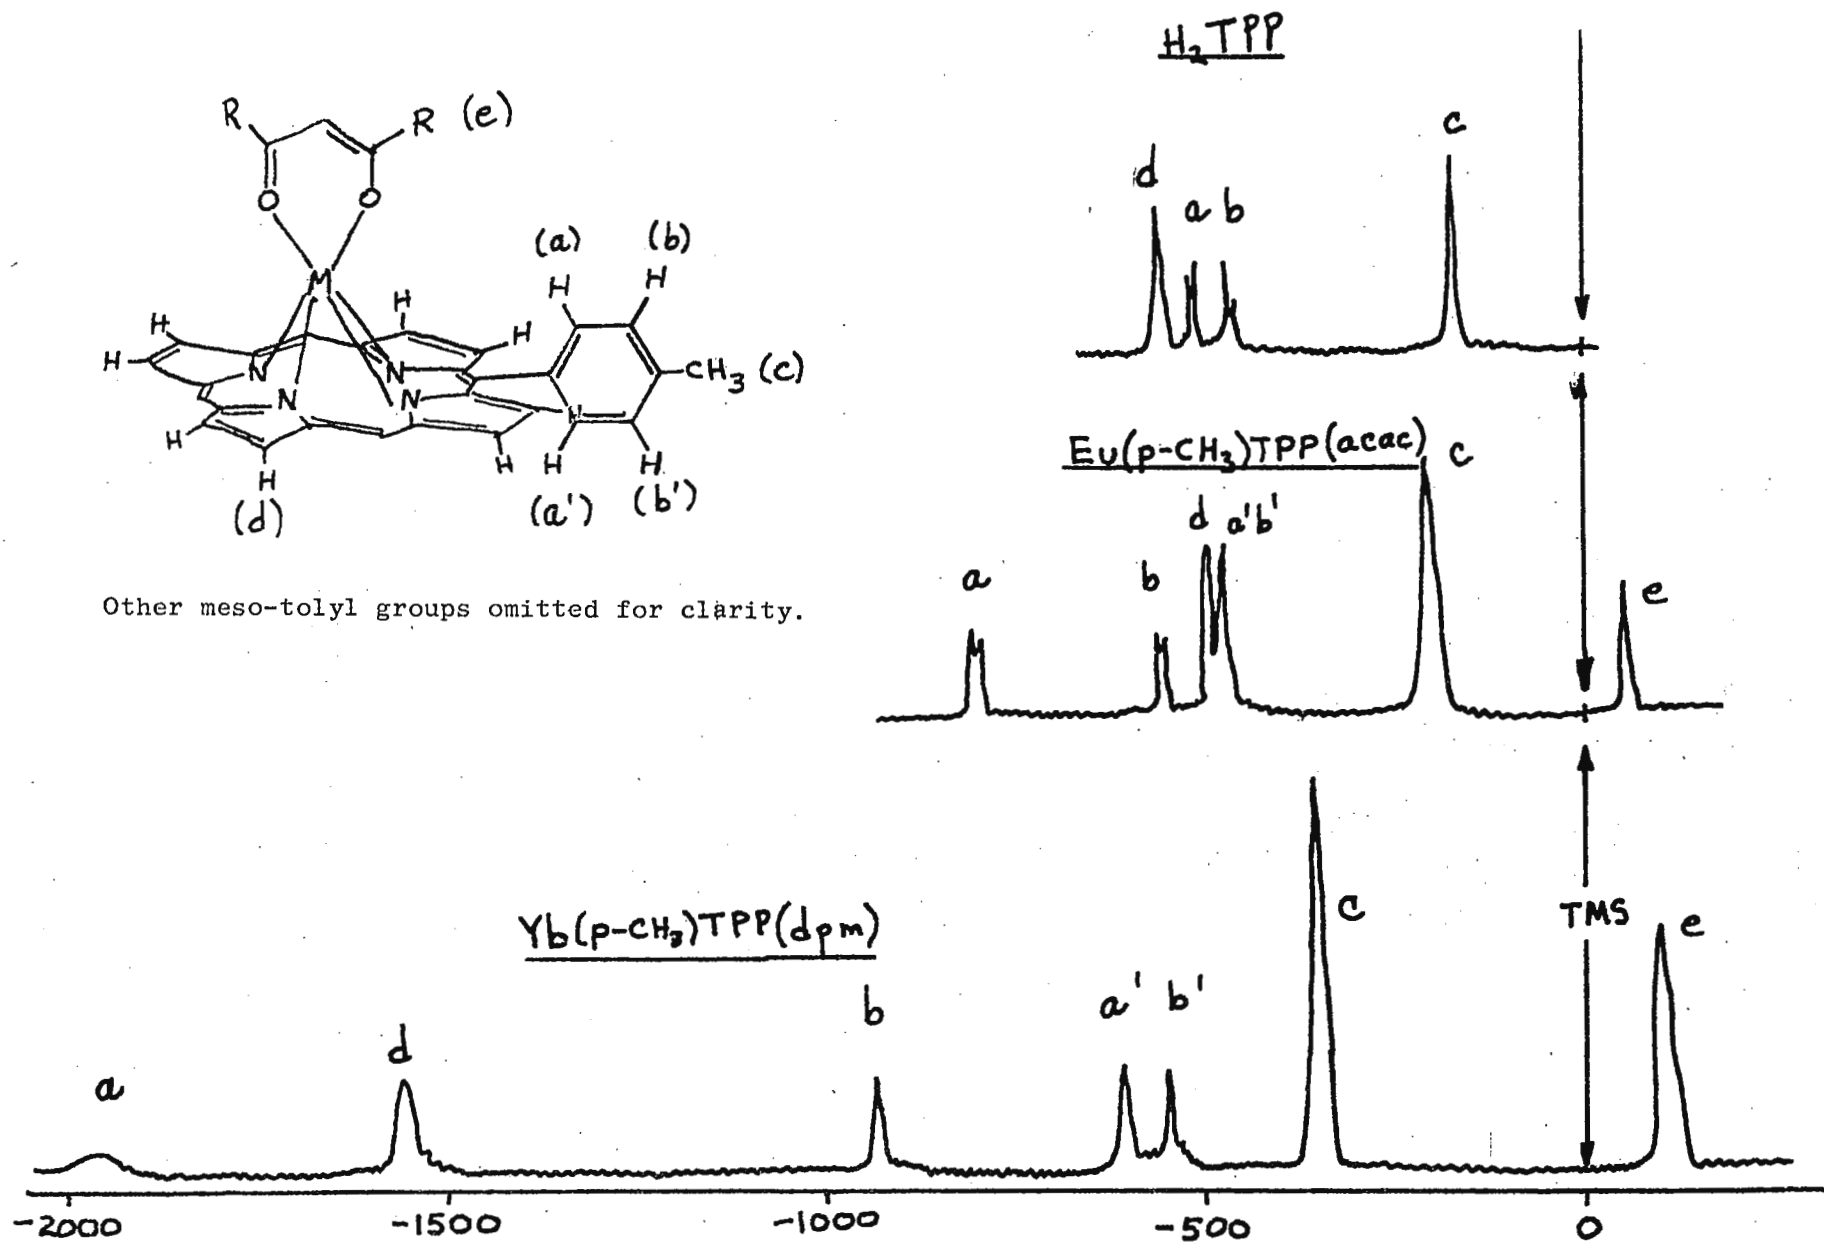 H₂TPP
d
a
b
c
R
R (e)
O
O
M
(a)
(b)
H
H
H
H
H
H
N
N
N
N
CH₃ (c)
H
H
H
H
H
H
(d)
(a')
(b')
Other meso-tolyl groups omitted for clarity.
Eu(p-CH₃)TPP(acac)
a
b
d
a'b'
c
e
Yb(p-CH₃)TPP(dpm)
a
d
b
a'
b'
c
TMS
e
-2000
-1500
-1000
-500
0